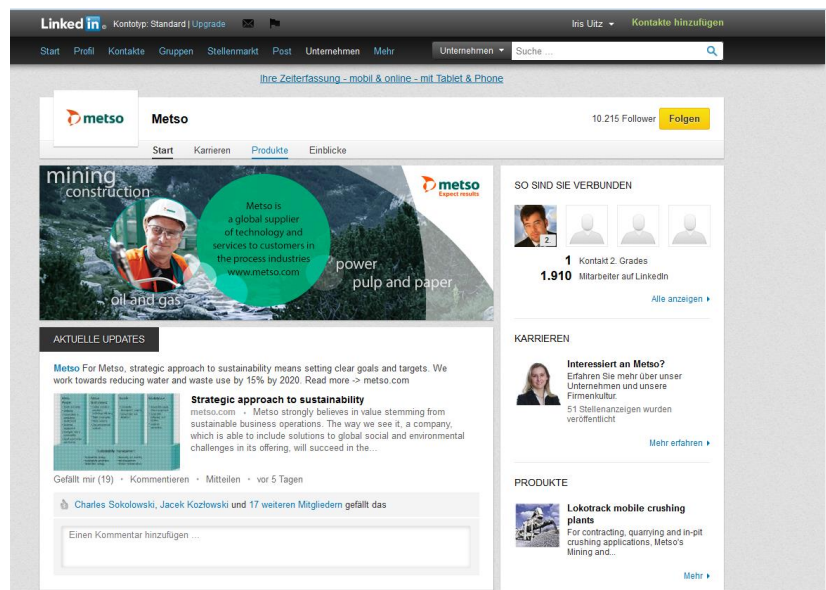 Linked in. Kontotyp: Standard | Upgrade
Iris Uitz Kontakte hinzufügen
Start Profil Kontakte Gruppen Stellenmarkt Post Unternehmen Mehr Unternehmen Suche ...
Ihre Zeiterfassung - mobil & online - mit Tablet & Phone
metso Metso 10.215 Follower Folgen
Start Karrieren Produkte Einblicke
mining
construction
metso
Expect results
Metso is
a global supplier
of technology and
services to customers in
the process industries
www.metso.com
power
pulp and paper
oil and gas
SO SIND SIE VERBUNDEN
2.
1 Kontakt 2. Grades
1.910 Mitarbeiter auf LinkedIn
Alle anzeigen
AKTUELLE UPDATES
Metso For Metso, strategic approach to sustainability means setting clear goals and targets. We
work towards reducing water and waste use by 15% by 2020. Read more -> metso.com
Strategic approach to sustainability
metso.com · Metso strongly believes in value stemming from
sustainable business operations. The way we see it, a company,
which is able to include solutions to global social and environmental
challenges in its offering, will succeed in the...
Gefällt mir (19) · Kommentieren · Mitteilen · vor 5 Tagen
Charles Sokolowski, Jacek Kozłowski und 17 weiteren Mitgliedern gefällt das
Einen Kommentar hinzufügen ...
KARRIEREN
Interessiert an Metso?
Erfahren Sie mehr über unser
Unternehmen und unsere
Firmenkultur.
51 Stellenanzeigen wurden
veröffentlicht
Mehr erfahren
PRODUKTE
Lokotrack mobile crushing
plants
For contracting, quarrying and in-pit
crushing applications, Metso's
Mining and...
Mehr